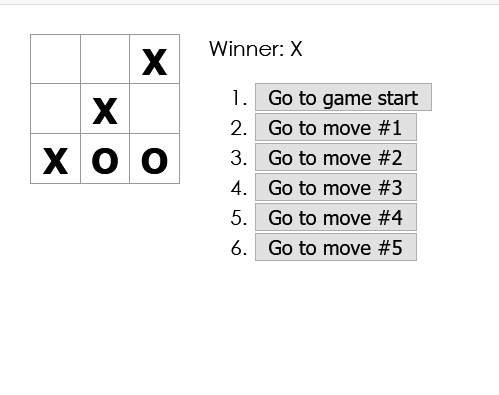 X
X
X O O
Winner: X
1. Go to game start
2. Go to move #1
3. Go to move #2
4. Go to move #3
5. Go to move #4
6. Go to move #5